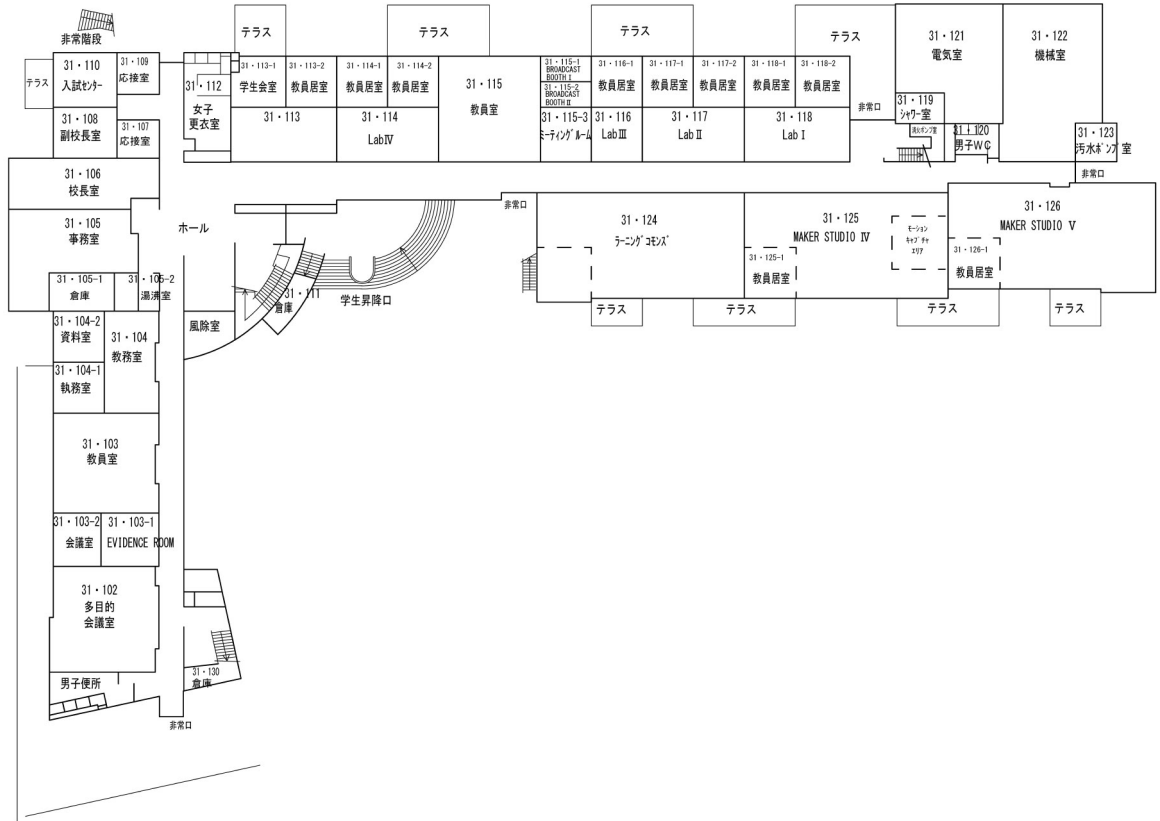 非常階段
テラス
31・110
入試センター
31・109
応接室
31・108
副校長室
31・107
応接室
31・106
校長室
31・105
事務室
31・105-1
倉庫
31・105-2
湯沸室
31・104-2
資料室
31・104
教務室
31・104-1
執務室
31・103
教員室
31・103-2
会議室
31・103-1
EVIDENCE ROOM
31・102
多目的
会議室
男子便所
31・130
倉庫
非常口
ホール
風除室
31・111
倉庫
学生昇降口
31・112
女子
更衣室
テラス
31・113-1
学生会室
31・113-2
教員居室
31・113
テラス
31・114-1
教員居室
31・114-2
教員居室
31・114
LabⅣ
31・115
教員室
31・115-1
BROADCAST
BOOTH Ⅰ
31・115-2
BROADCAST
BOOTH Ⅱ
31・115-3
ミーティングルーム
テラス
31・116-1
教員居室
31・116
LabⅢ
31・117-1
教員居室
31・117-2
教員居室
31・117
LabⅡ
テラス
31・118-1
教員居室
31・118-2
教員居室
31・118
LabⅠ
非常口
31・121
電気室
31・122
機械室
31・119
シャワー室
消火ポンプ室
31・120
男子WC
31・123
汚水ポンプ室
非常口
非常口
31・124
ラーニングコモンズ
31・125
MAKER STUDIO Ⅳ
31・125-1
教員居室
モーション
キャプチャ
エリア
31・126
MAKER STUDIO Ⅴ
31・126-1
教員居室
テラス
テラス
テラス
テラス